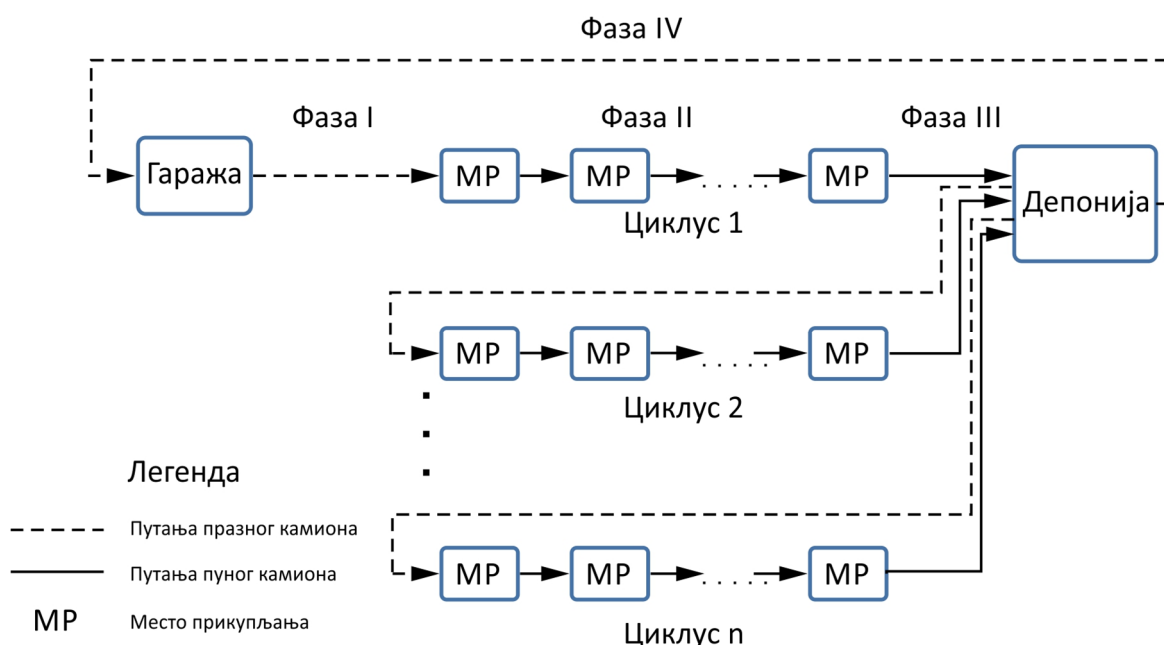 Фаза IV
Фаза I
Фаза II
Фаза III
Гаража
МР
МР
. . . . .
МР
Депонија
Циклус 1
МР
МР
. . . . .
МР
Циклус 2
Легенда
Путања празног камиона
МР
МР
. . . . .
МР
Путања пуног камиона
МР
Место прикупљања
Циклус n